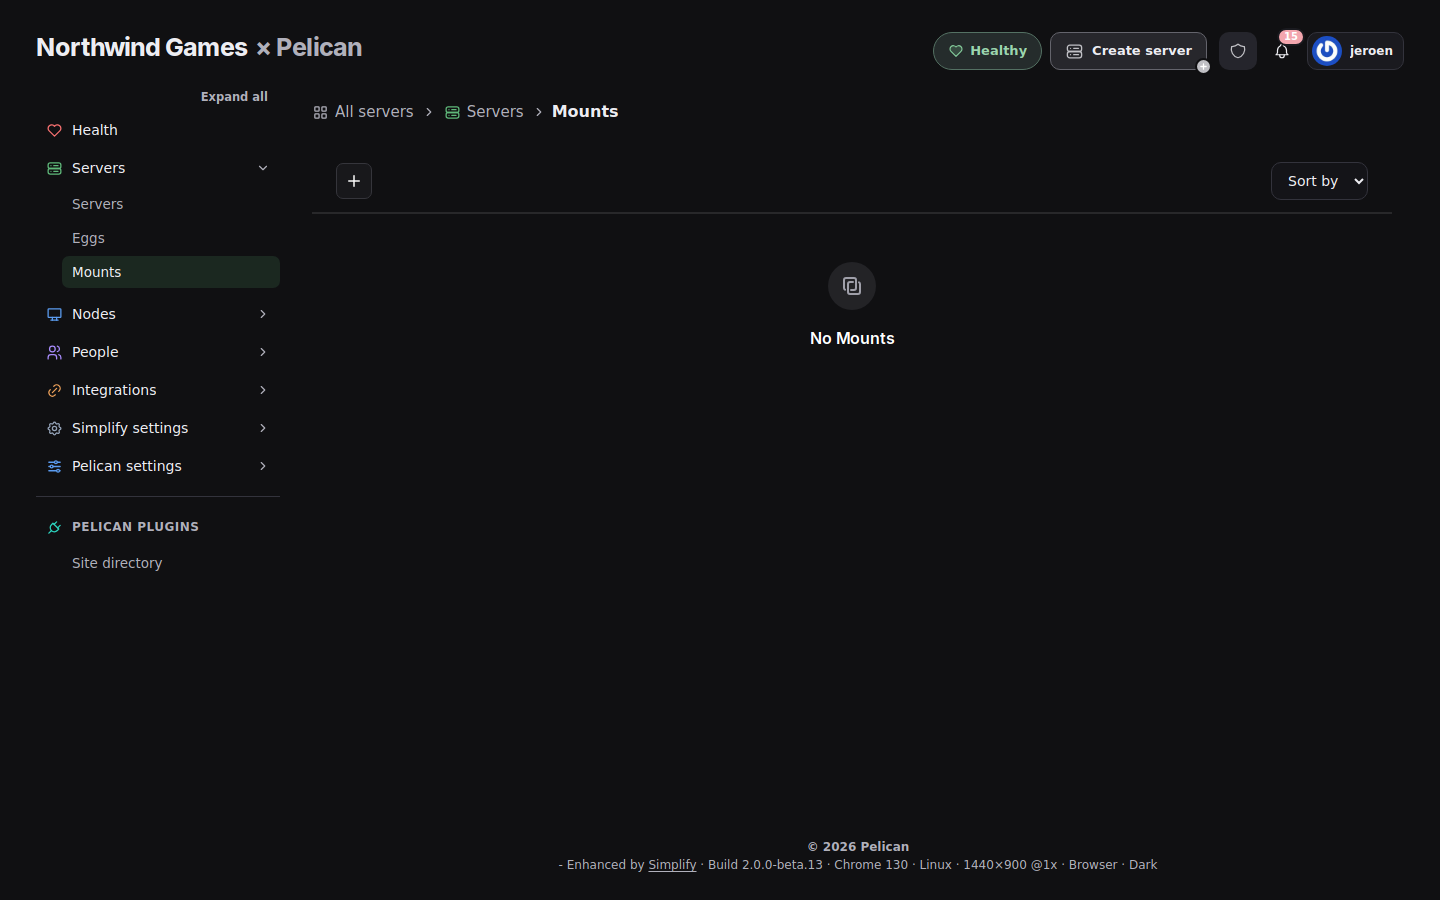 Northwind Games × Pelican
Healthy
Create server
15
jeroen
Expand all
Health
Servers
Servers
Eggs
Mounts
Nodes
People
Integrations
Simplify settings
Pelican settings
PELICAN PLUGINS
Site directory
All servers > Servers > Mounts
Sort by
No Mounts
© 2026 Pelican
- Enhanced by Simplify · Build 2.0.0-beta.13 · Chrome 130 · Linux · 1440×900 @1x · Browser · Dark